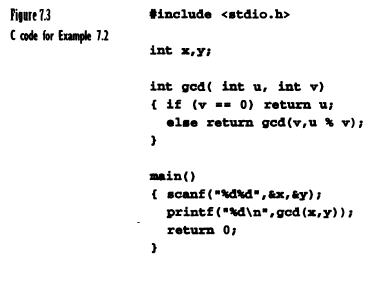 Figure 7.3
C code for Example 7.2
#include <stdio.h>
int x,y;
int gcd( int u, int v)
{ if (v == 0) return u;
else return gcd(v,u % v);
}
main()
{ scanf("%d%d",&x,&y);
printf("%d\n",gcd(x,y));
return 0;
}